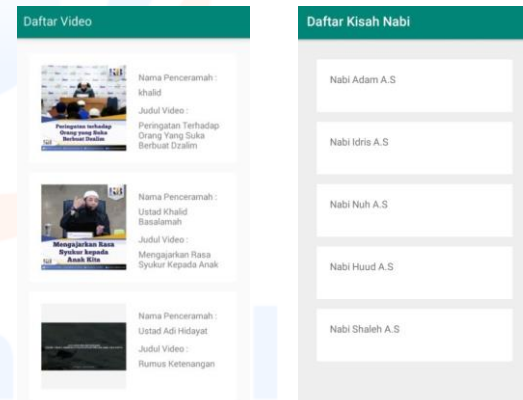 Daftar Video
Nama Penceramah :
khalid
Judul Video :
Peringatan Terhadap
Orang Yang Suka
Berbuat Dzalim
Peringatan terhadap
Orang yang Suka
Berbuat Dzalim
Nama Penceramah :
Ustad Khalid
Basalamah
Judul Video :
Mengajarkan Rasa
Syukur Kepada Anak
Mengajarkan Rasa
Syukur kepada
Anak Kita
Nama Penceramah :
Ustad Adi Hidayat
Judul Video :
Rumus Ketenangan
Daftar Kisah Nabi
Nabi Adam A.S
Nabi Idris A.S
Nabi Nuh A.S
Nabi Huud A.S
Nabi Shaleh A.S